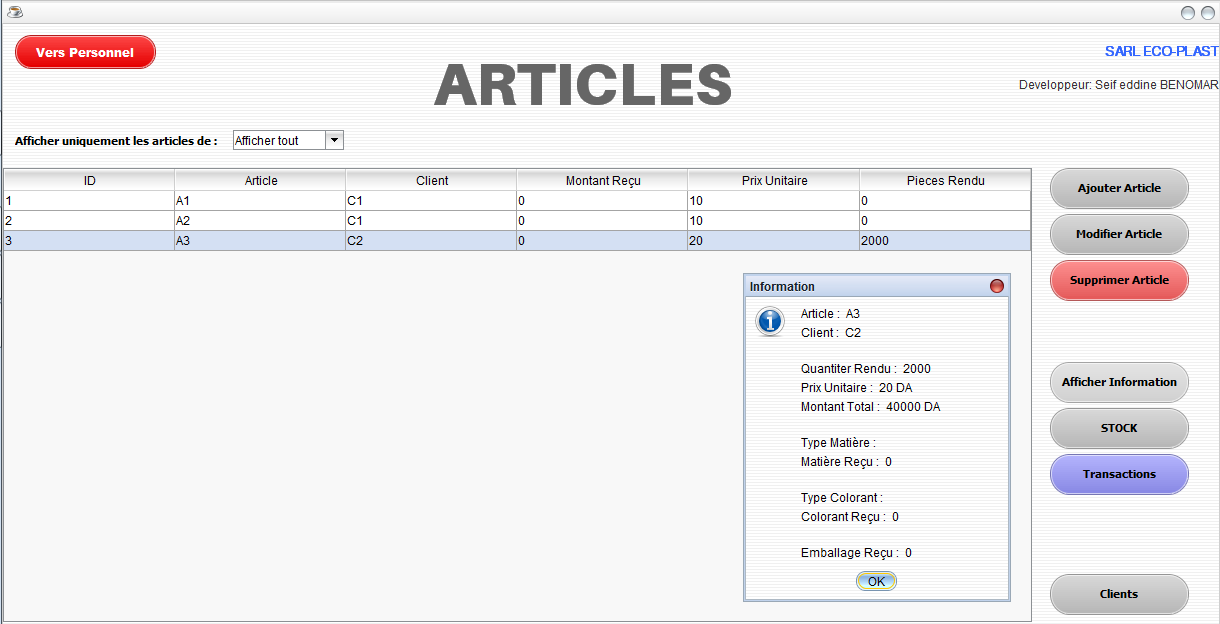 Vers Personnel
SARL ECO-PLAST
ARTICLES
Developpeur: Seif eddine BENOMAR
Afficher uniquement les articles de : Afficher tout
ID Article Client Montant Reçu Prix Unitaire Pieces Rendu
1 A1 C1 0 10 0
2 A2 C1 0 10 0
3 A3 C2 0 20 2000
Ajouter Article
Modifier Article
Supprimer Article
Afficher Information
STOCK
Transactions
Clients
Information
Article : A3
Client : C2
Quantiter Rendu : 2000
Prix Unitaire : 20 DA
Montant Total : 40000 DA
Type Matière :
Matière Reçu : 0
Type Colorant :
Colorant Reçu : 0
Emballage Reçu : 0
OK